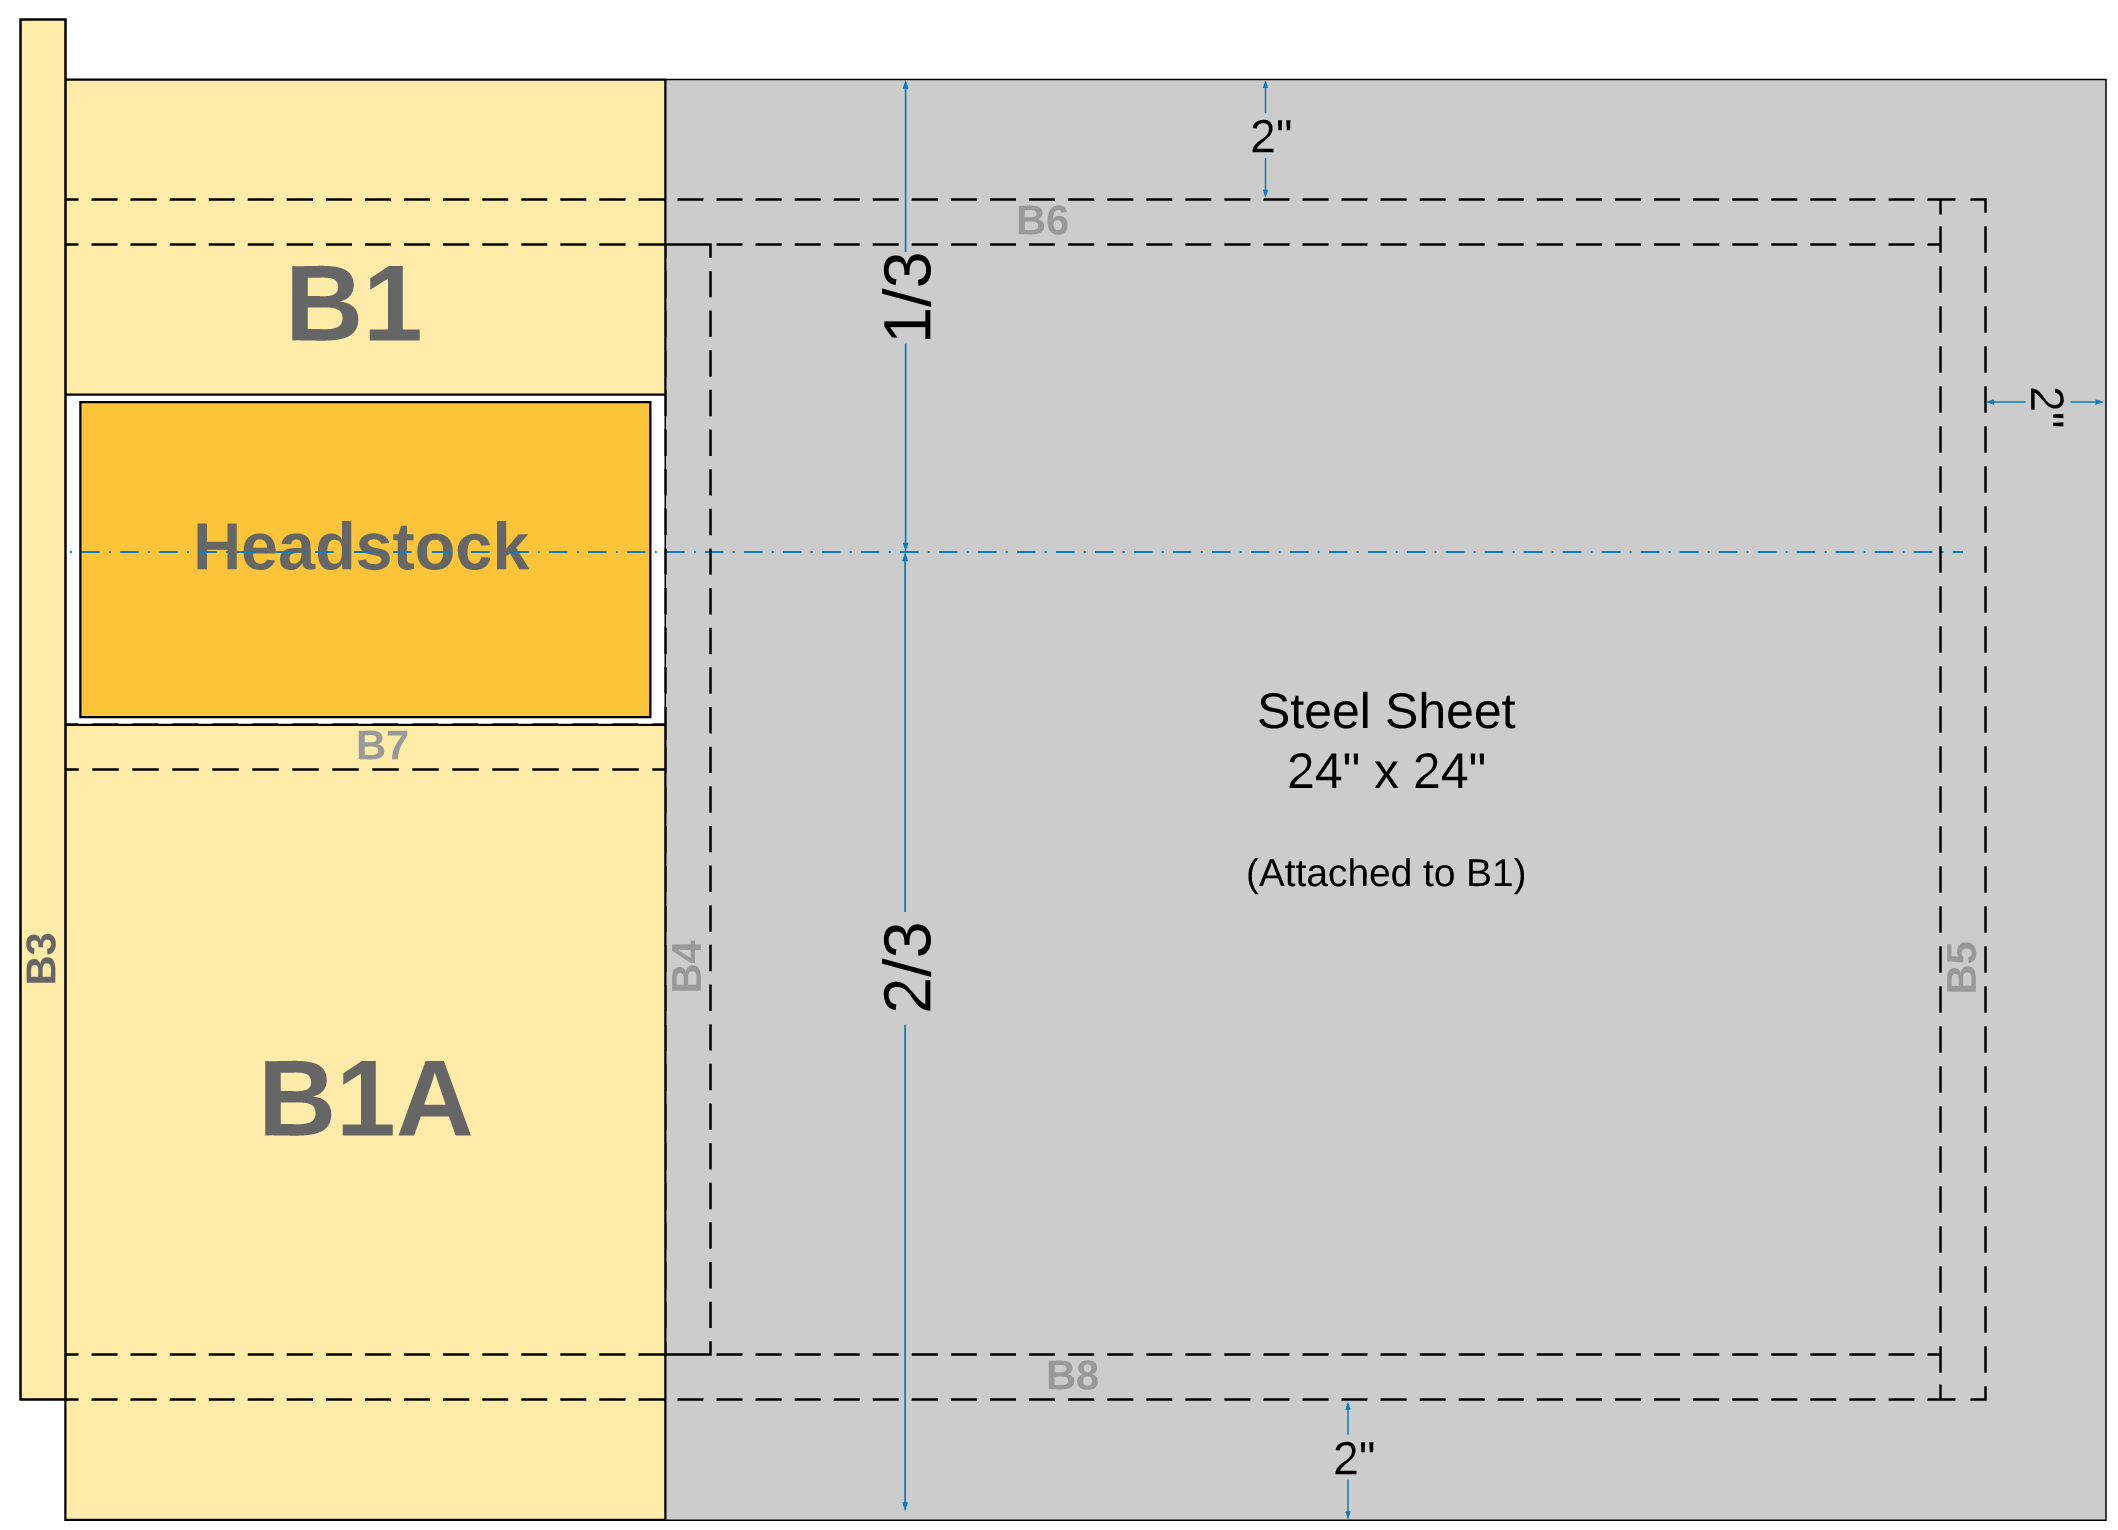 2"
B6
B1
1/3
2"
Headstock
B7
Steel Sheet
24" x 24"
(Attached to B1)
B3
B4
2/3
B5
B1A
B8
2"